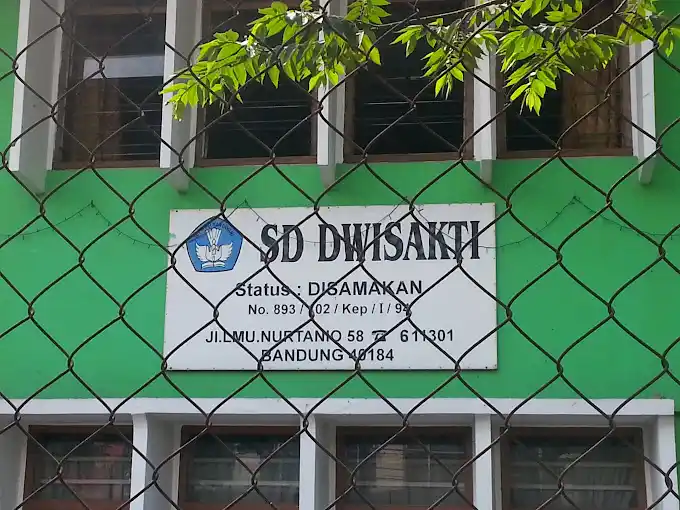 SD DWISAKTI
Status : DISAMAKAN
No. 893 / 102 / Kep / I / 94
Jl.LMU.NURTANIO 58 ☎ 611301
BANDUNG 40184